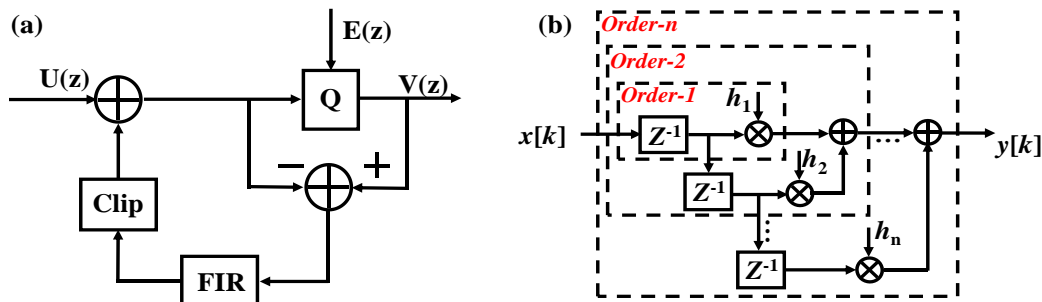 (a)
E(z)
U(z)
Q
V(z)
−
+
Clip
FIR
(b)
Order-n
Order-2
Order-1
h1
x[k]
Z-1
y[k]
...
h2
Z-1
...
hn
Z-1